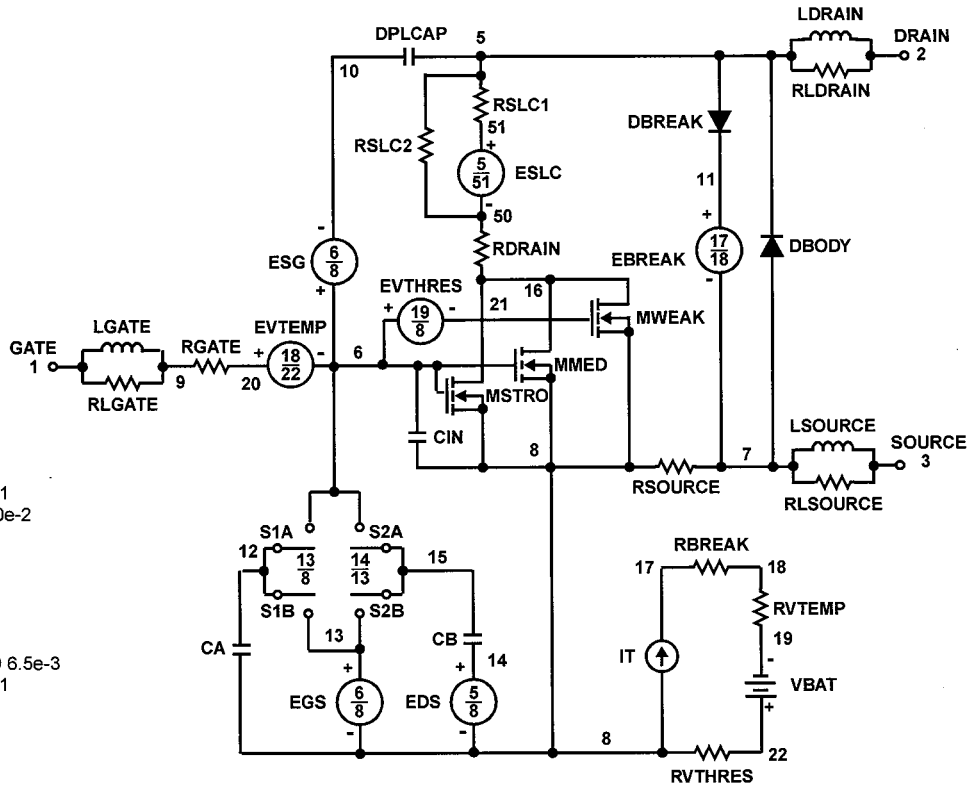 LDRAIN
DPLCAP 5 DRAIN
10 2
RLDRAIN
RSLC1
DBREAK
51
RSLC2 +
5
51
ESLC
11
-
50
- +
RDRAIN
17
18
DBODY
6
8
ESG
EBREAK
+
EVTHRES
16
-
+ 19
8
-
21
MWEAK
LGATE
EVTEMP
GATE
1
RGATE
+ 18
22
-
6
MMED
9
20
RLGATE
MSTRO
CIN
LSOURCE
8
7
SOURCE
3
RSOURCE
RLSOURCE
1
0e-2
S1A S2A
12
13
8
14
13
15
RBREAK
17 18
S1B S2B
RVTEMP
13
CB
19
CA
14
IT
-
6.5e-3
1
+ +
VBAT
EGS
6
8
EDS
5
8
+
- -
8
22
RVTHRES